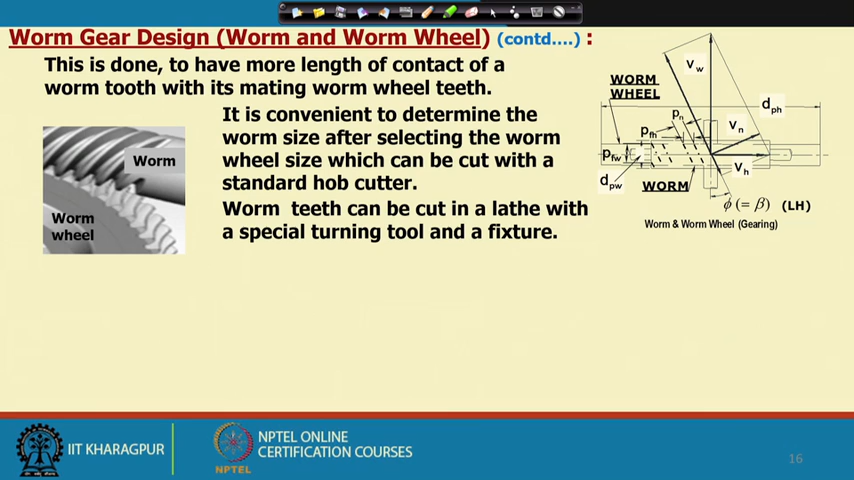 Worm Gear Design (Worm and Worm Wheel) (contd....) :
This is done, to have more length of contact of a
worm tooth with its mating worm wheel teeth.
It is convenient to determine the
worm size after selecting the worm
wheel size which can be cut with a
standard hob cutter.
Worm teeth can be cut in a lathe with
a special turning tool and a fixture.
Worm
Worm
wheel
WORM
WHEEL
v_w
d_ph
p_n
v_n
p_fh
p_fw
v_h
d_pw
WORM
ϕ (= β) (LH)
Worm & Worm Wheel (Gearing)
IIT KHARAGPUR
NPTEL
NPTEL ONLINE
CERTIFICATION COURSES
16